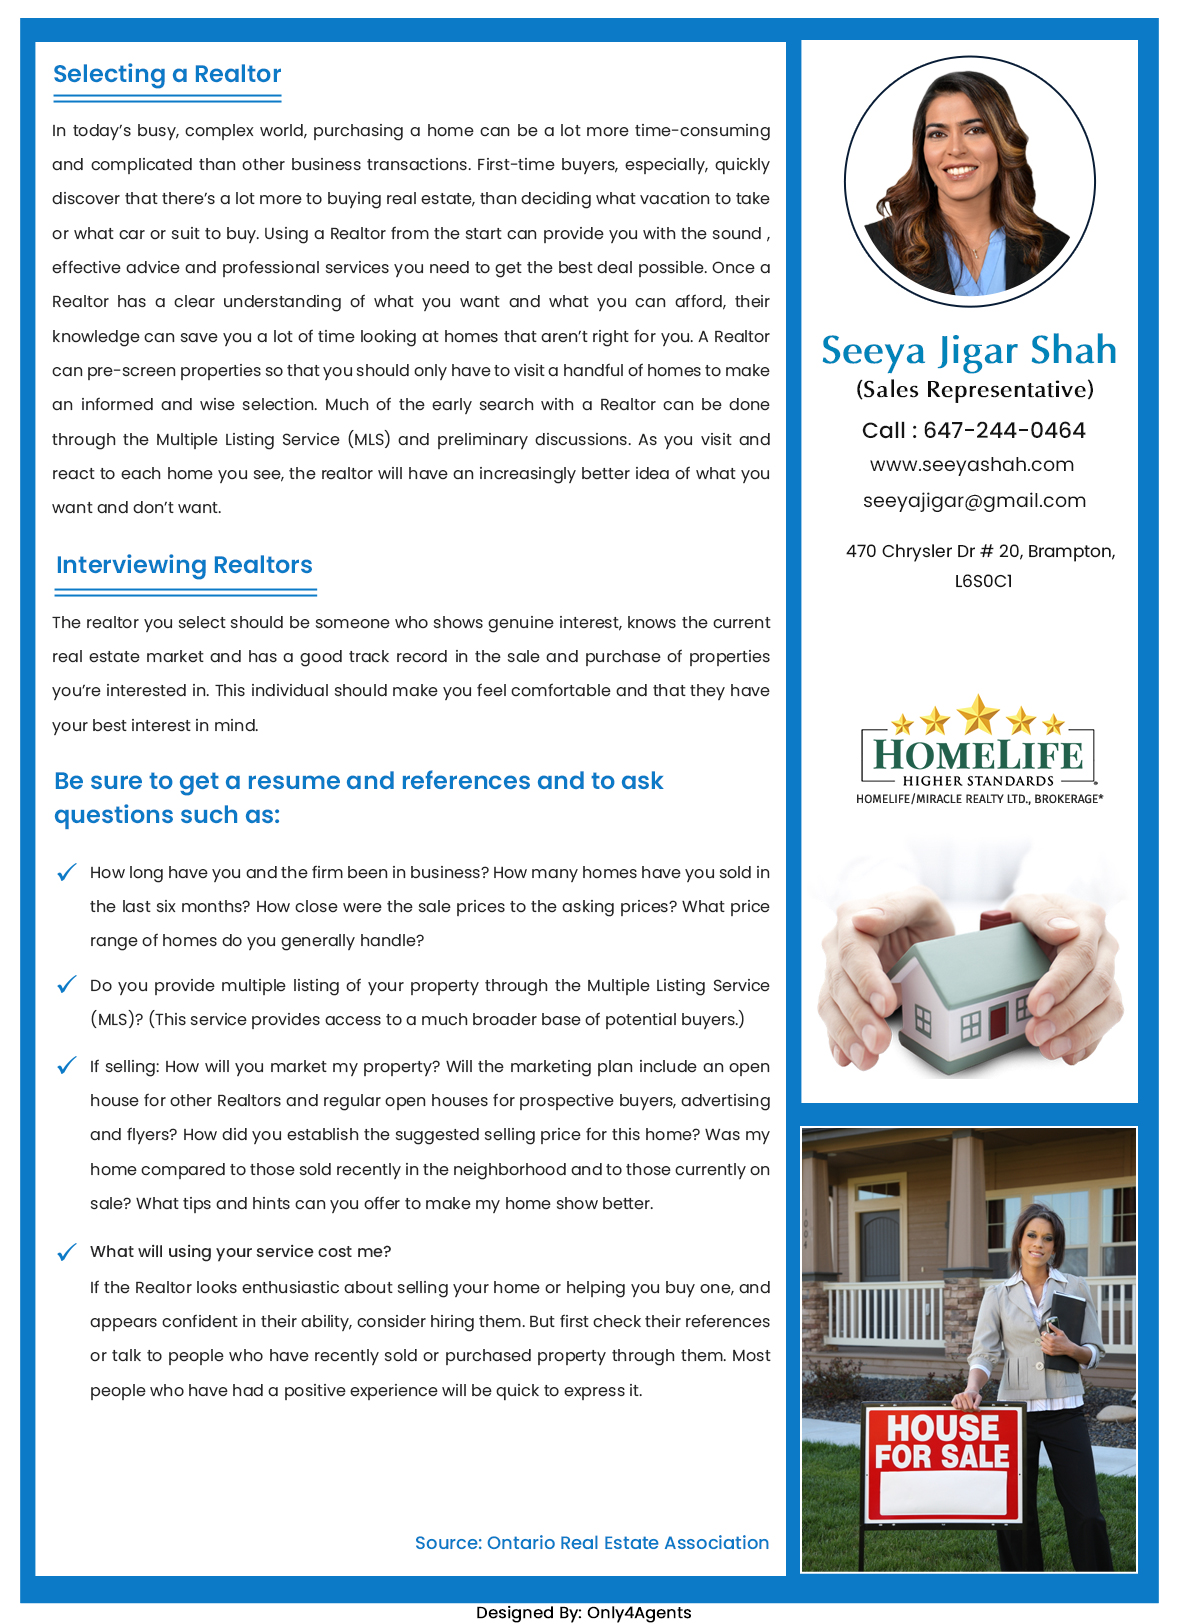 Selecting a Realtor
In today's busy, complex world, purchasing a home can be a lot more time-consuming
and complicated than other business transactions. First-time buyers, especially, quickly
discover that there's a lot more to buying real estate, than deciding what vacation to take
or what car or suit to buy. Using a Realtor from the start can provide you with the sound ,
effective advice and professional services you need to get the best deal possible. Once a
Realtor has a clear understanding of what you want and what you can afford, their
knowledge can save you a lot of time looking at homes that aren't right for you. A Realtor
can pre-screen properties so that you should only have to visit a handful of homes to make
an informed and wise selection. Much of the early search with a Realtor can be done
through the Multiple Listing Service (MLS) and preliminary discussions. As you visit and
react to each home you see, the realtor will have an increasingly better idea of what you
want and don't want.
Interviewing Realtors
The realtor you select should be someone who shows genuine interest, knows the current
real estate market and has a good track record in the sale and purchase of properties
you're interested in. This individual should make you feel comfortable and that they have
your best interest in mind.
Be sure to get a resume and references and to ask
questions such as:
How long have you and the firm been in business? How many homes have you sold in
the last six months? How close were the sale prices to the asking prices? What price
range of homes do you generally handle?
Do you provide multiple listing of your property through the Multiple Listing Service
(MLS)? (This service provides access to a much broader base of potential buyers.)
If selling: How will you market my property? Will the marketing plan include an open
house for other Realtors and regular open houses for prospective buyers, advertising
and flyers? How did you establish the suggested selling price for this home? Was my
home compared to those sold recently in the neighborhood and to those currently on
sale? What tips and hints can you offer to make my home show better.
What will using your service cost me?
If the Realtor looks enthusiastic about selling your home or helping you buy one, and
appears confident in their ability, consider hiring them. But first check their references
or talk to people who have recently sold or purchased property through them. Most
people who have had a positive experience will be quick to express it.
Source: Ontario Real Estate Association
Seeya Jigar Shah
(Sales Representative)
Call : 647-244-0464
www.seeyashah.com
seeyajigar@gmail.com
470 Chrysler Dr # 20, Brampton,
L6S0C1
HOMELIFE
HIGHER STANDARDS
HOMELIFE/MIRACLE REALTY LTD., BROKERAGE*
1004
HOUSE
FOR SALE
Designed By: Only4Agents